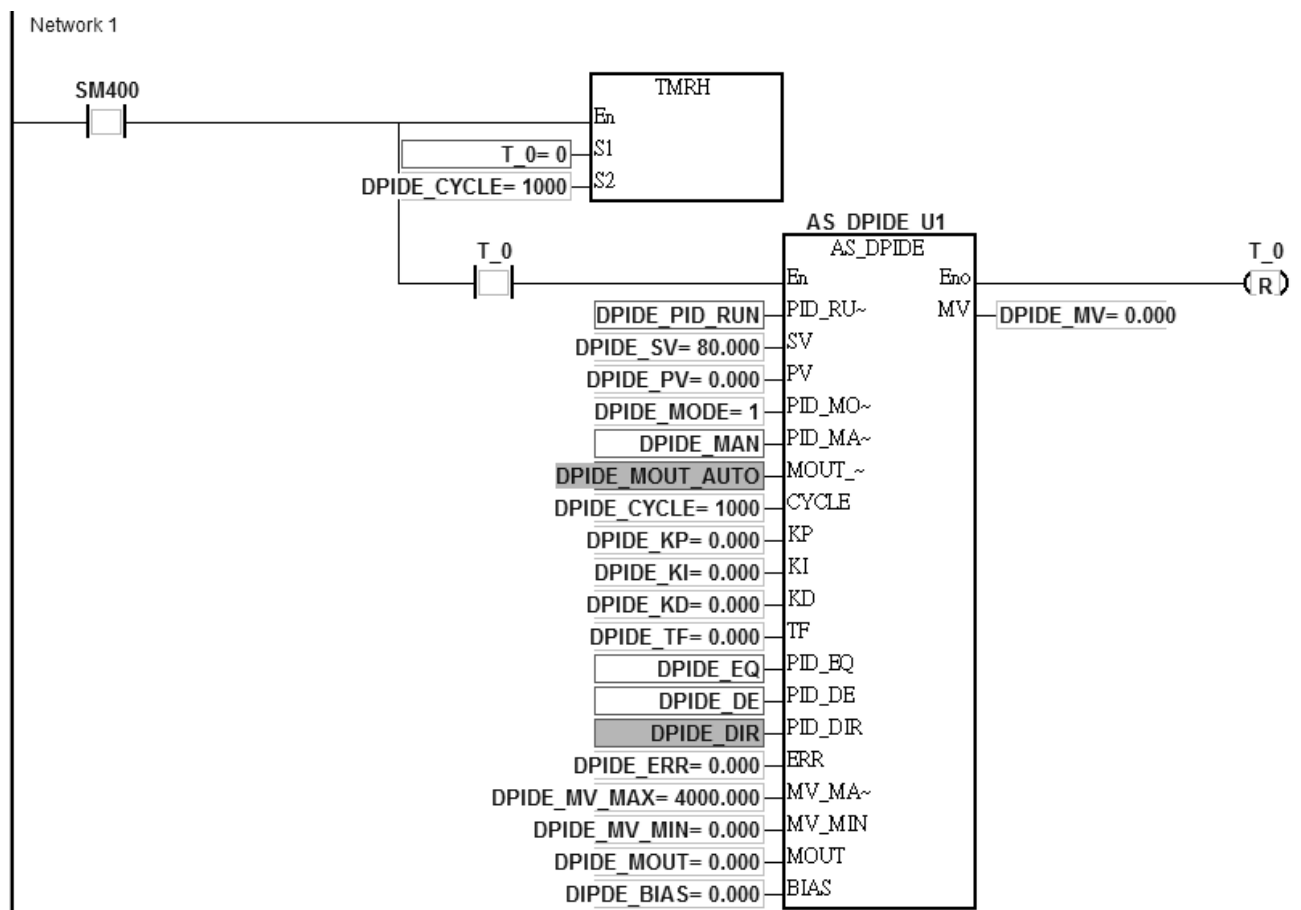 Network 1
SM400
TMRH
En
T_0= 0 S1
DPIDE_CYCLE= 1000 S2
AS_DPIDE_U1
T_0 AS_DPIDE T_0
En Eno R
DPIDE_PID_RUN PID_RU~ MV DPIDE_MV= 0.000
DPIDE_SV= 80.000 SV
DPIDE_PV= 0.000 PV
DPIDE_MODE= 1 PID_MO~
DPIDE_MAN PID_MA~
DPIDE_MOUT_AUTO MOUT_~
DPIDE_CYCLE= 1000 CYCLE
DPIDE_KP= 0.000 KP
DPIDE_KI= 0.000 KI
DPIDE_KD= 0.000 KD
DPIDE_TF= 0.000 TF
DPIDE_EQ PID_EQ
DPIDE_DE PID_DE
DPIDE_DIR PID_DIR
DPIDE_ERR= 0.000 ERR
DPIDE_MV_MAX= 4000.000 MV_MA~
DPIDE_MV_MIN= 0.000 MV_MIN
DPIDE_MOUT= 0.000 MOUT
DIPDE_BIAS= 0.000 BIAS